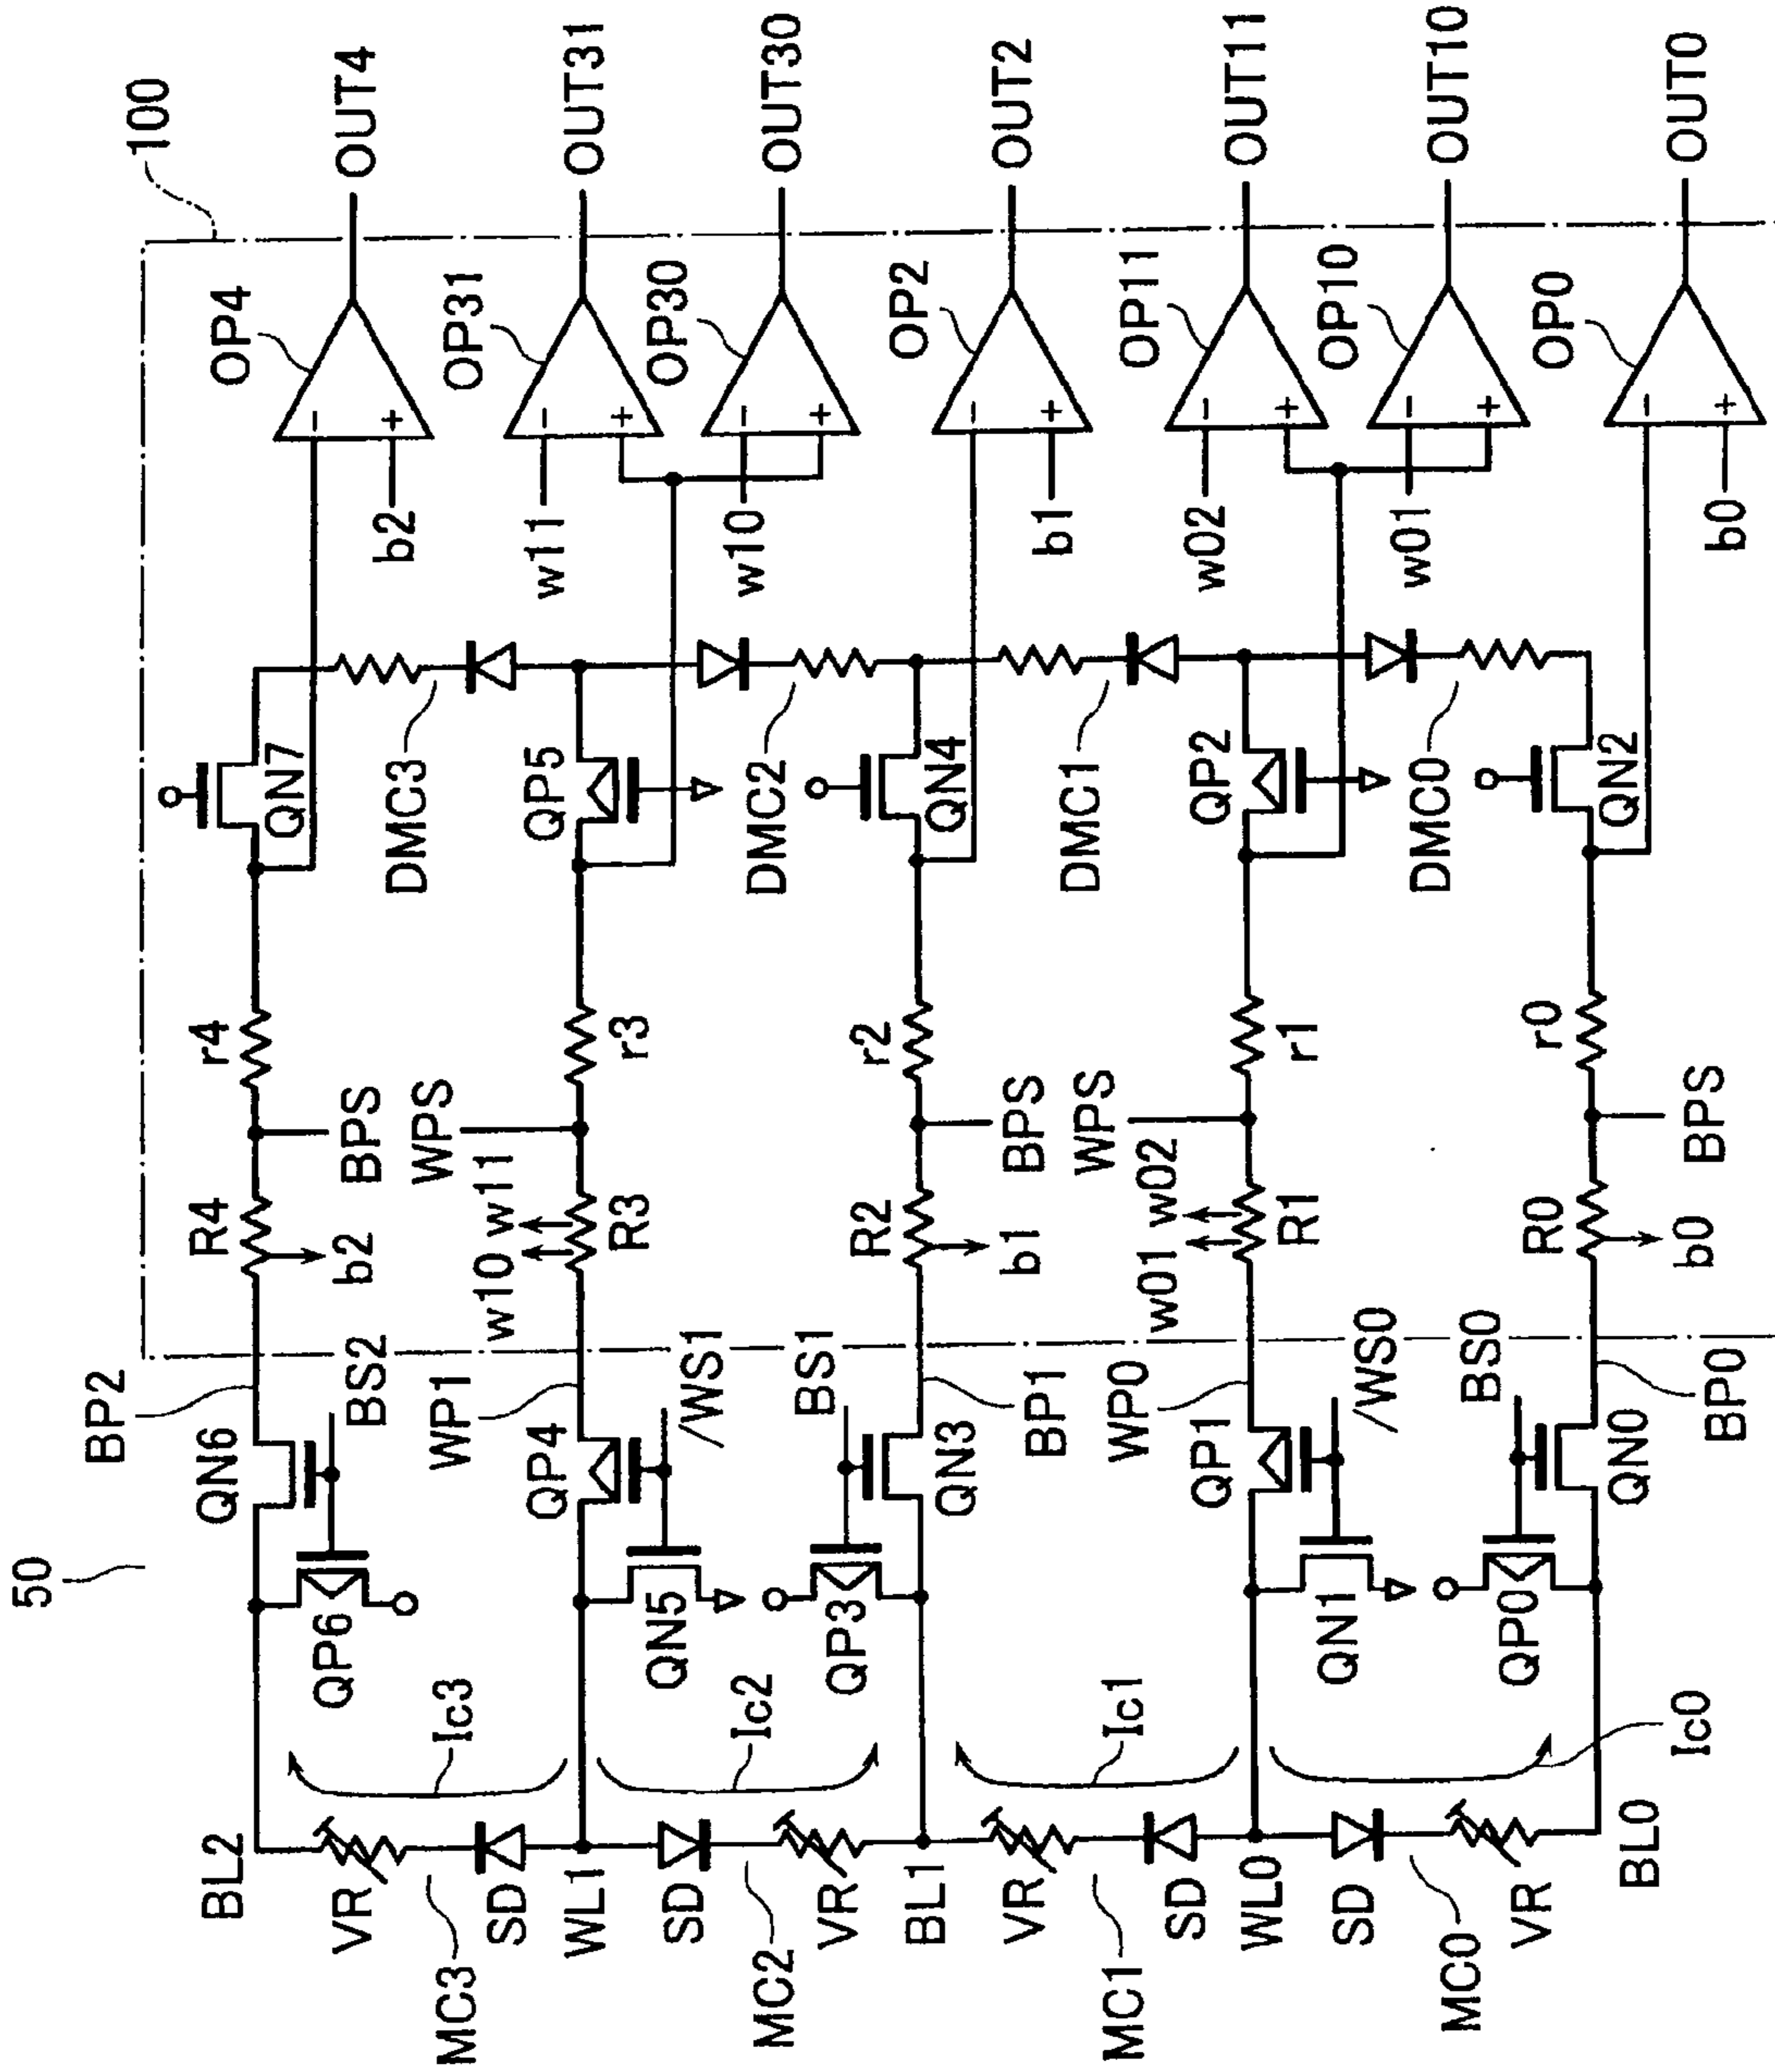 100
OUT4
OUT31
OUT30
OUT2
OUT11
OUT10
OUT0
OP4
OP31
OP30
OP2
OP11
OP10
OP0
-
+
-
+
-
+
-
+
-
+
-
+
-
+
b2
w11
w10
b1
w02
w01
b0
QN7
DMC3
QP5
DMC2
QN4
DMC1
QP2
DMC0
QN2
r4
r3
r2
r1
r0
BPS
WPS
BPS
WPS
BPS
R4
b2
w10 w11
R3
R2
b1
w01 w02
R1
R0
b0
BP2
BS2
WP1
/WS1
BS1
BP1
WP0
/WS0
BS0
BP0
50
QN6
QP6
QP4
QN5
QP3
QN3
QP1
QN1
QP0
QN0
Ic3
Ic2
Ic1
Ic0
BL2
VR
SD
WL1
SD
VR
BL1
VR
SD
WL0
SD
VR
BL0
MC3
MC2
MC1
MC0